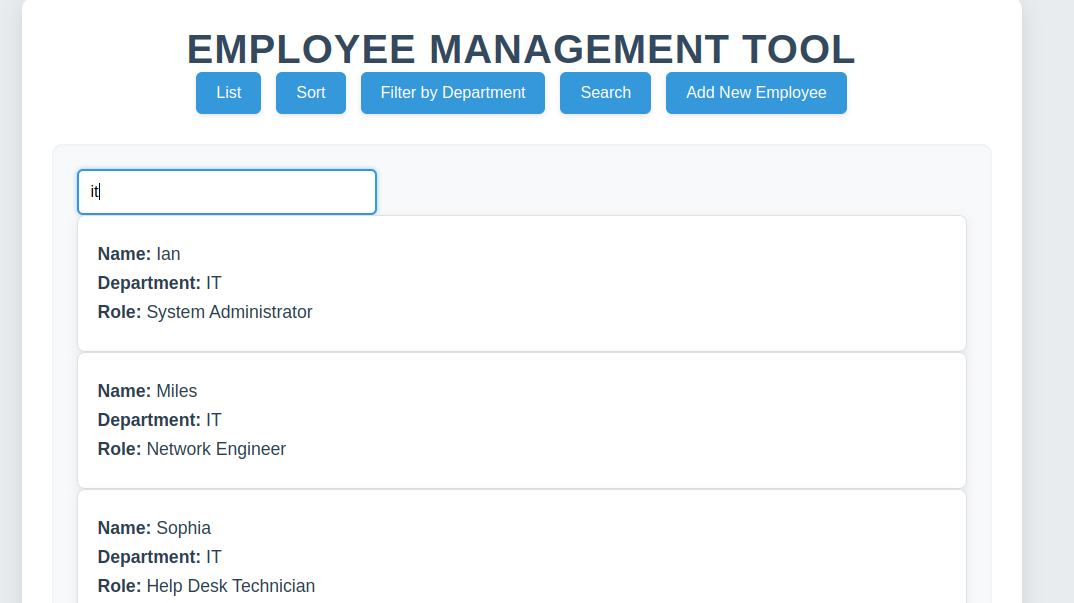 EMPLOYEE MANAGEMENT TOOL
List Sort Filter by Department Search Add New Employee
it
Name: Ian
Department: IT
Role: System Administrator
Name: Miles
Department: IT
Role: Network Engineer
Name: Sophia
Department: IT
Role: Help Desk Technician